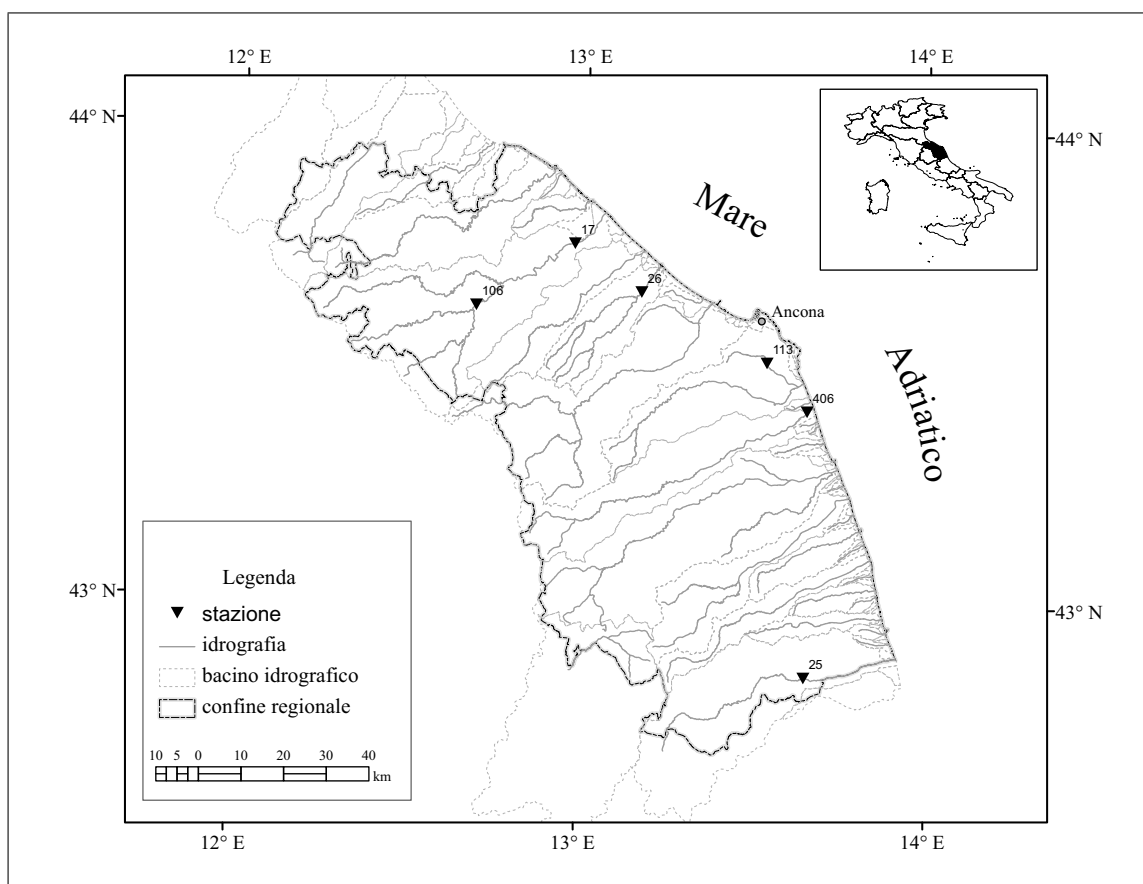 12° E
13° E
14° E
44° N
44° N
Mare
Adriatico
17
26
106
Ancona
113
406
25
43° N
43° N
Legenda
stazione
idrografia
bacino idrografico
confine regionale
10 5 0 10 20 30 40
km
12° E
13° E
14° E